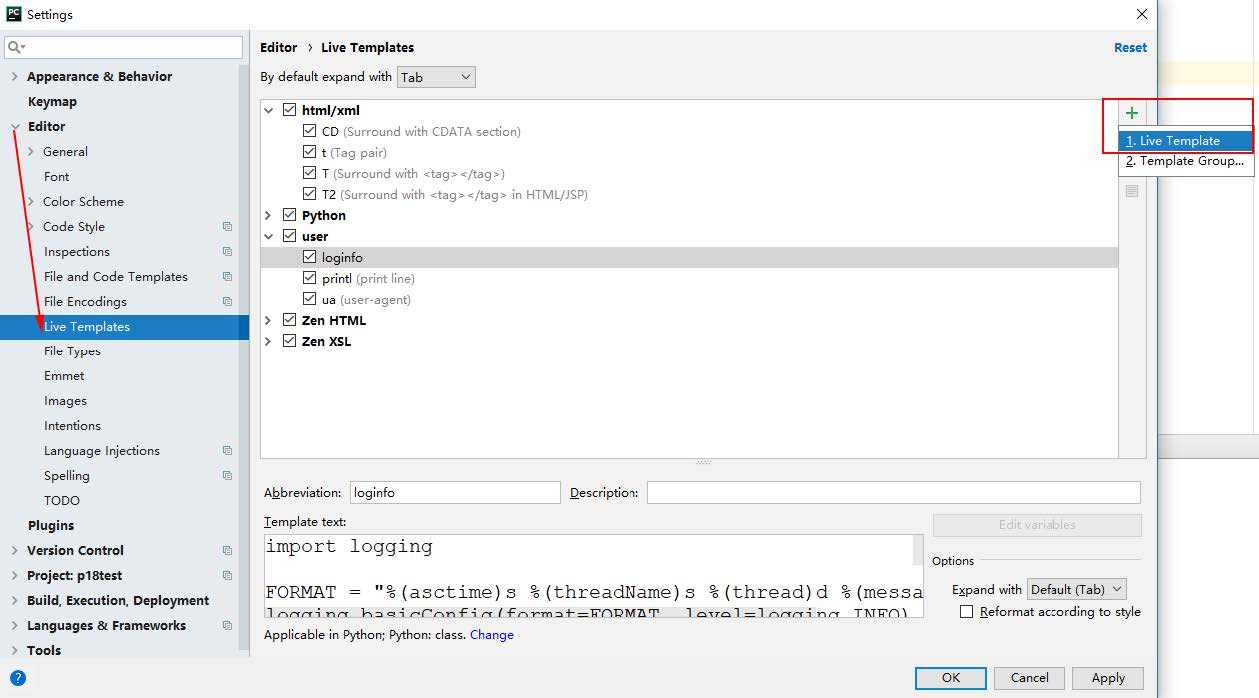 PC Settings
Editor › Live Templates
Reset
By default expand with Tab
Appearance & Behavior
Keymap
Editor
General
Font
Color Scheme
Code Style
Inspections
File and Code Templates
File Encodings
Live Templates
File Types
Emmet
Images
Intentions
Language Injections
Spelling
TODO
Plugins
Version Control
Project: p18test
Build, Execution, Deployment
Languages & Frameworks
Tools
?
html/xml
CD (Surround with CDATA section)
t (Tag pair)
T (Surround with <tag></tag>)
T2 (Surround with <tag></tag> in HTML/JSP)
Python
user
loginfo
printl (print line)
ua (user-agent)
Zen HTML
Zen XSL
1. Live Template
2. Template Group...
Abbreviation: loginfo
Description:
Template text:
import logging
FORMAT = "%(asctime)s %(threadName)s %(thread)d %(messa
logging.basicConfig(format=FORMAT, level=logging.INFO)
Edit variables
Options
Expand with Default (Tab)
Reformat according to style
Applicable in Python; Python: class. Change
OK
Cancel
Apply